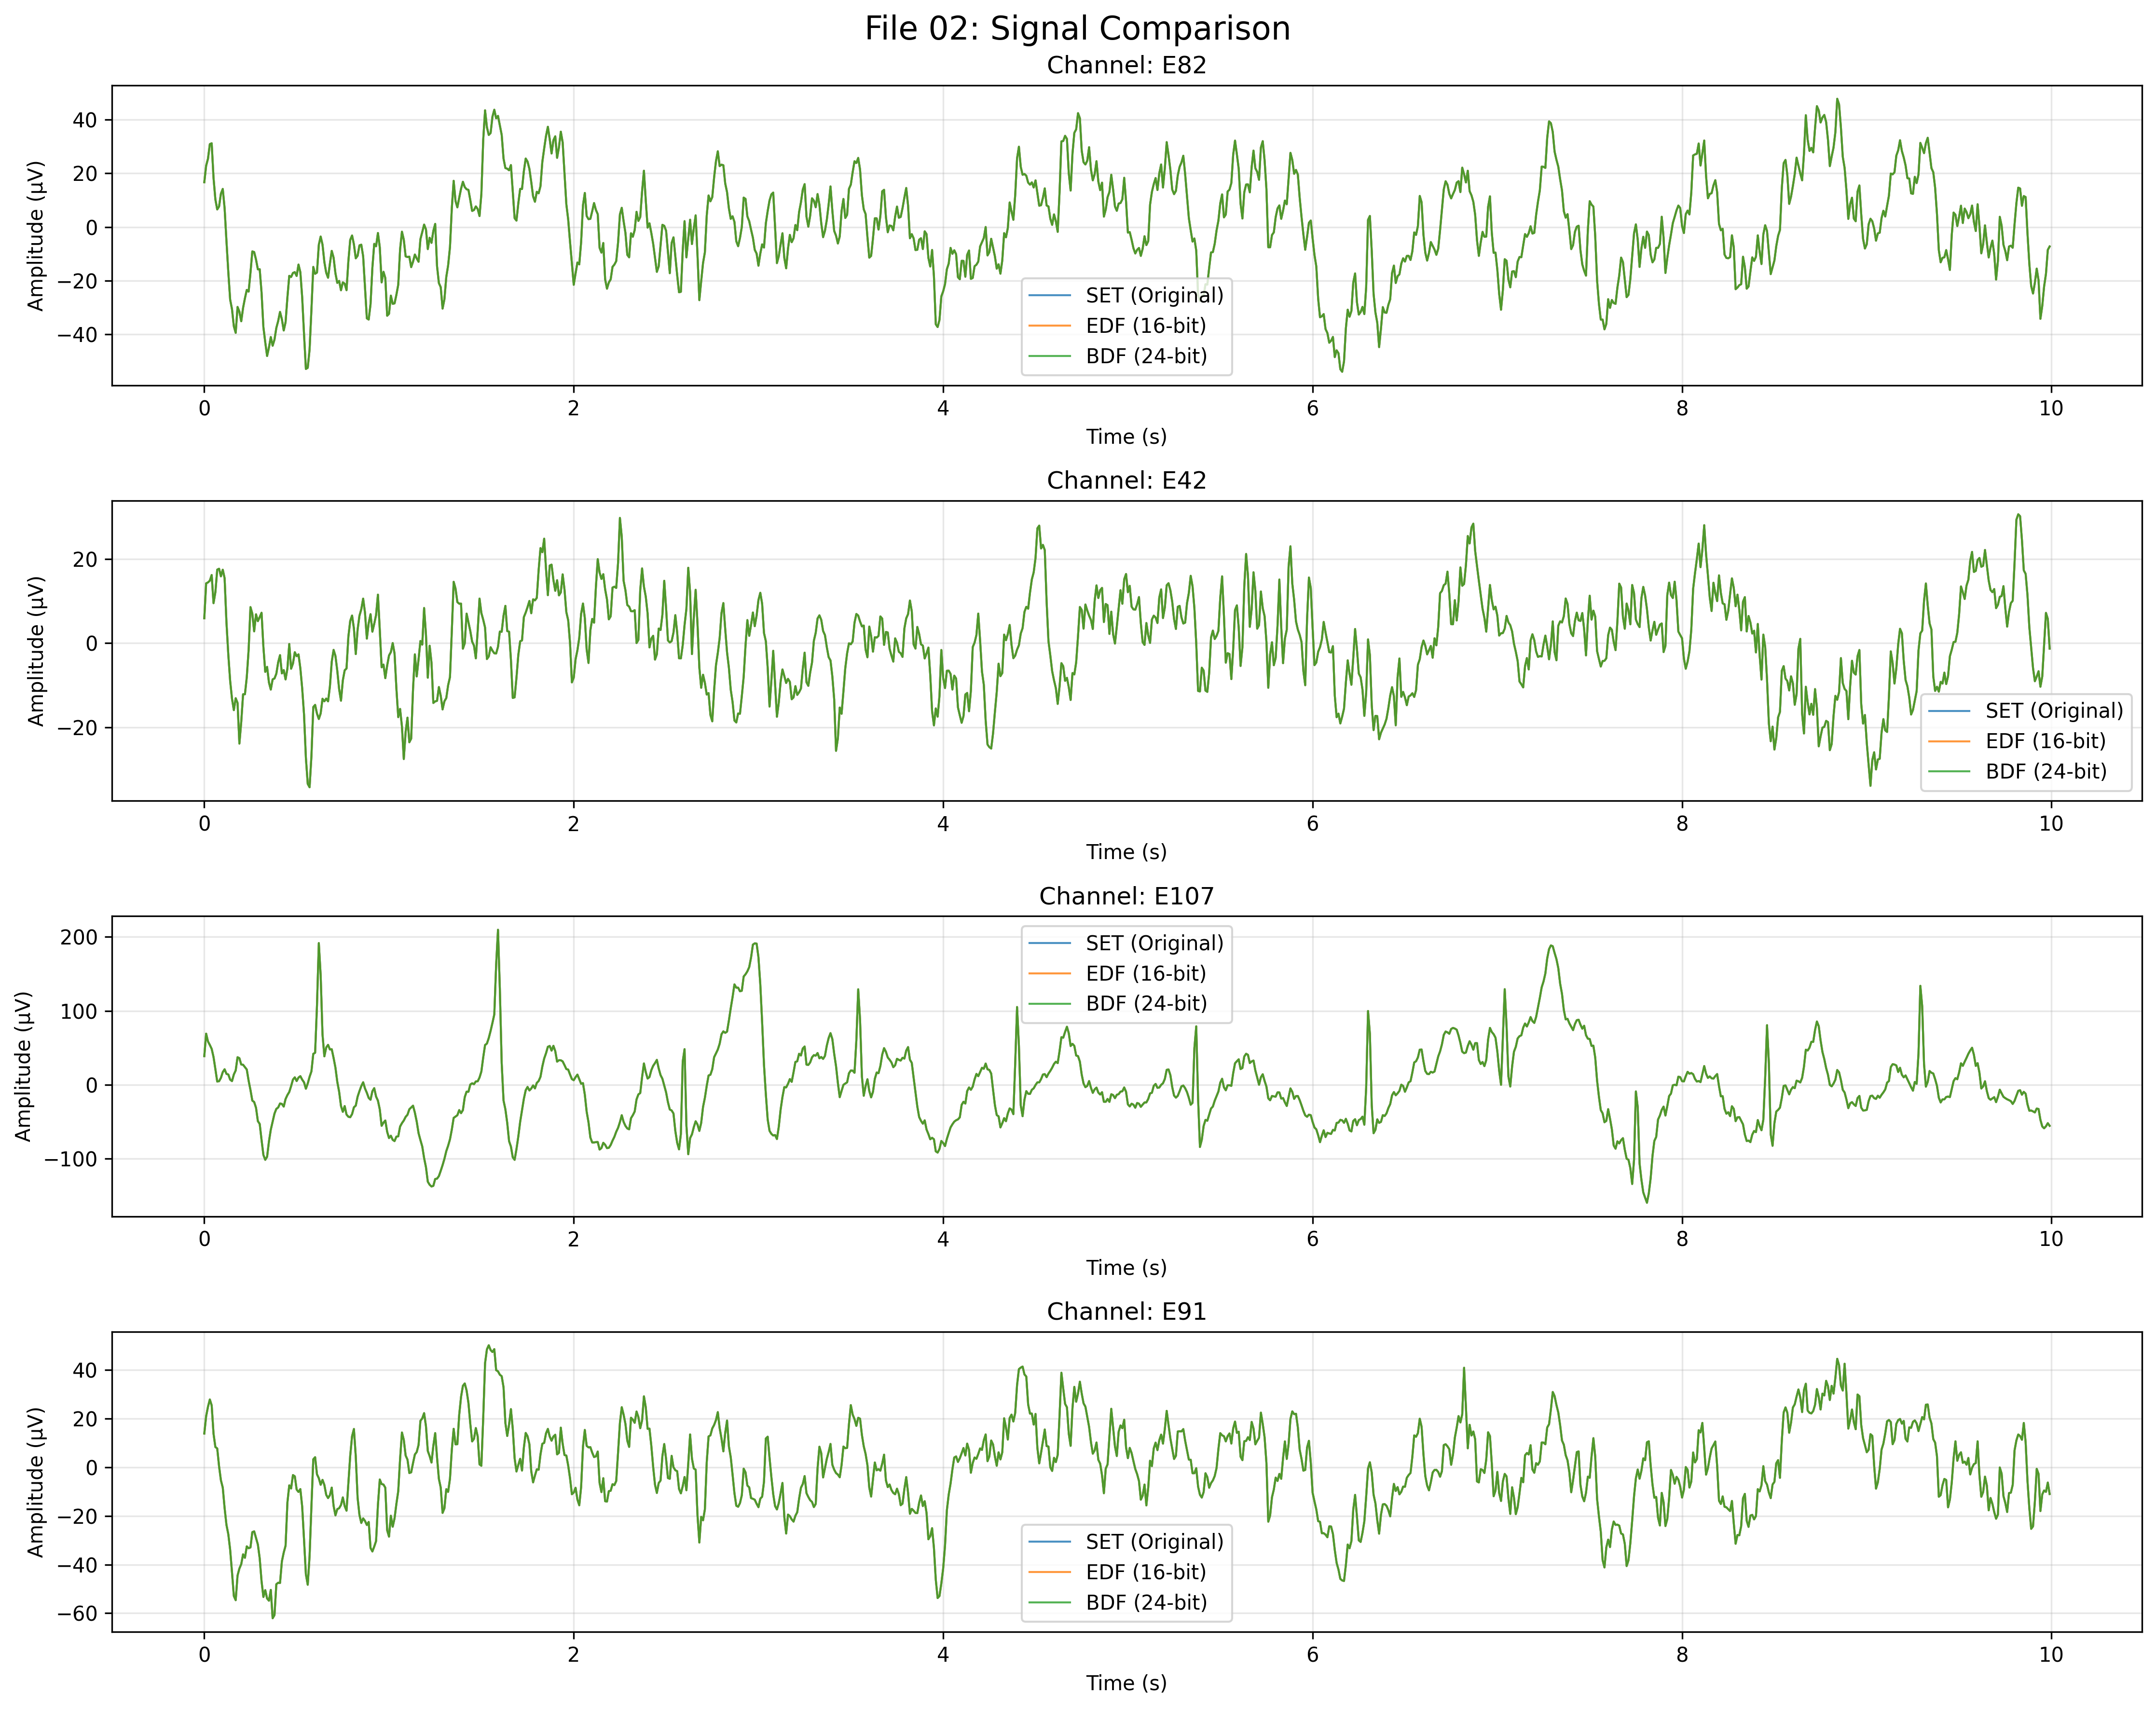 File 02: Signal Comparison
Channel: E82
40
20
0
−20
−40
Amplitude (µV)
SET (Original)
EDF (16-bit)
BDF (24-bit)
0 2 4 6 8 10
Time (s)
Channel: E42
20
0
−20
Amplitude (µV)
SET (Original)
EDF (16-bit)
BDF (24-bit)
0 2 4 6 8 10
Time (s)
Channel: E107
200
100
0
−100
Amplitude (µV)
SET (Original)
EDF (16-bit)
BDF (24-bit)
0 2 4 6 8 10
Time (s)
Channel: E91
40
20
0
−20
−40
−60
Amplitude (µV)
SET (Original)
EDF (16-bit)
BDF (24-bit)
0 2 4 6 8 10
Time (s)